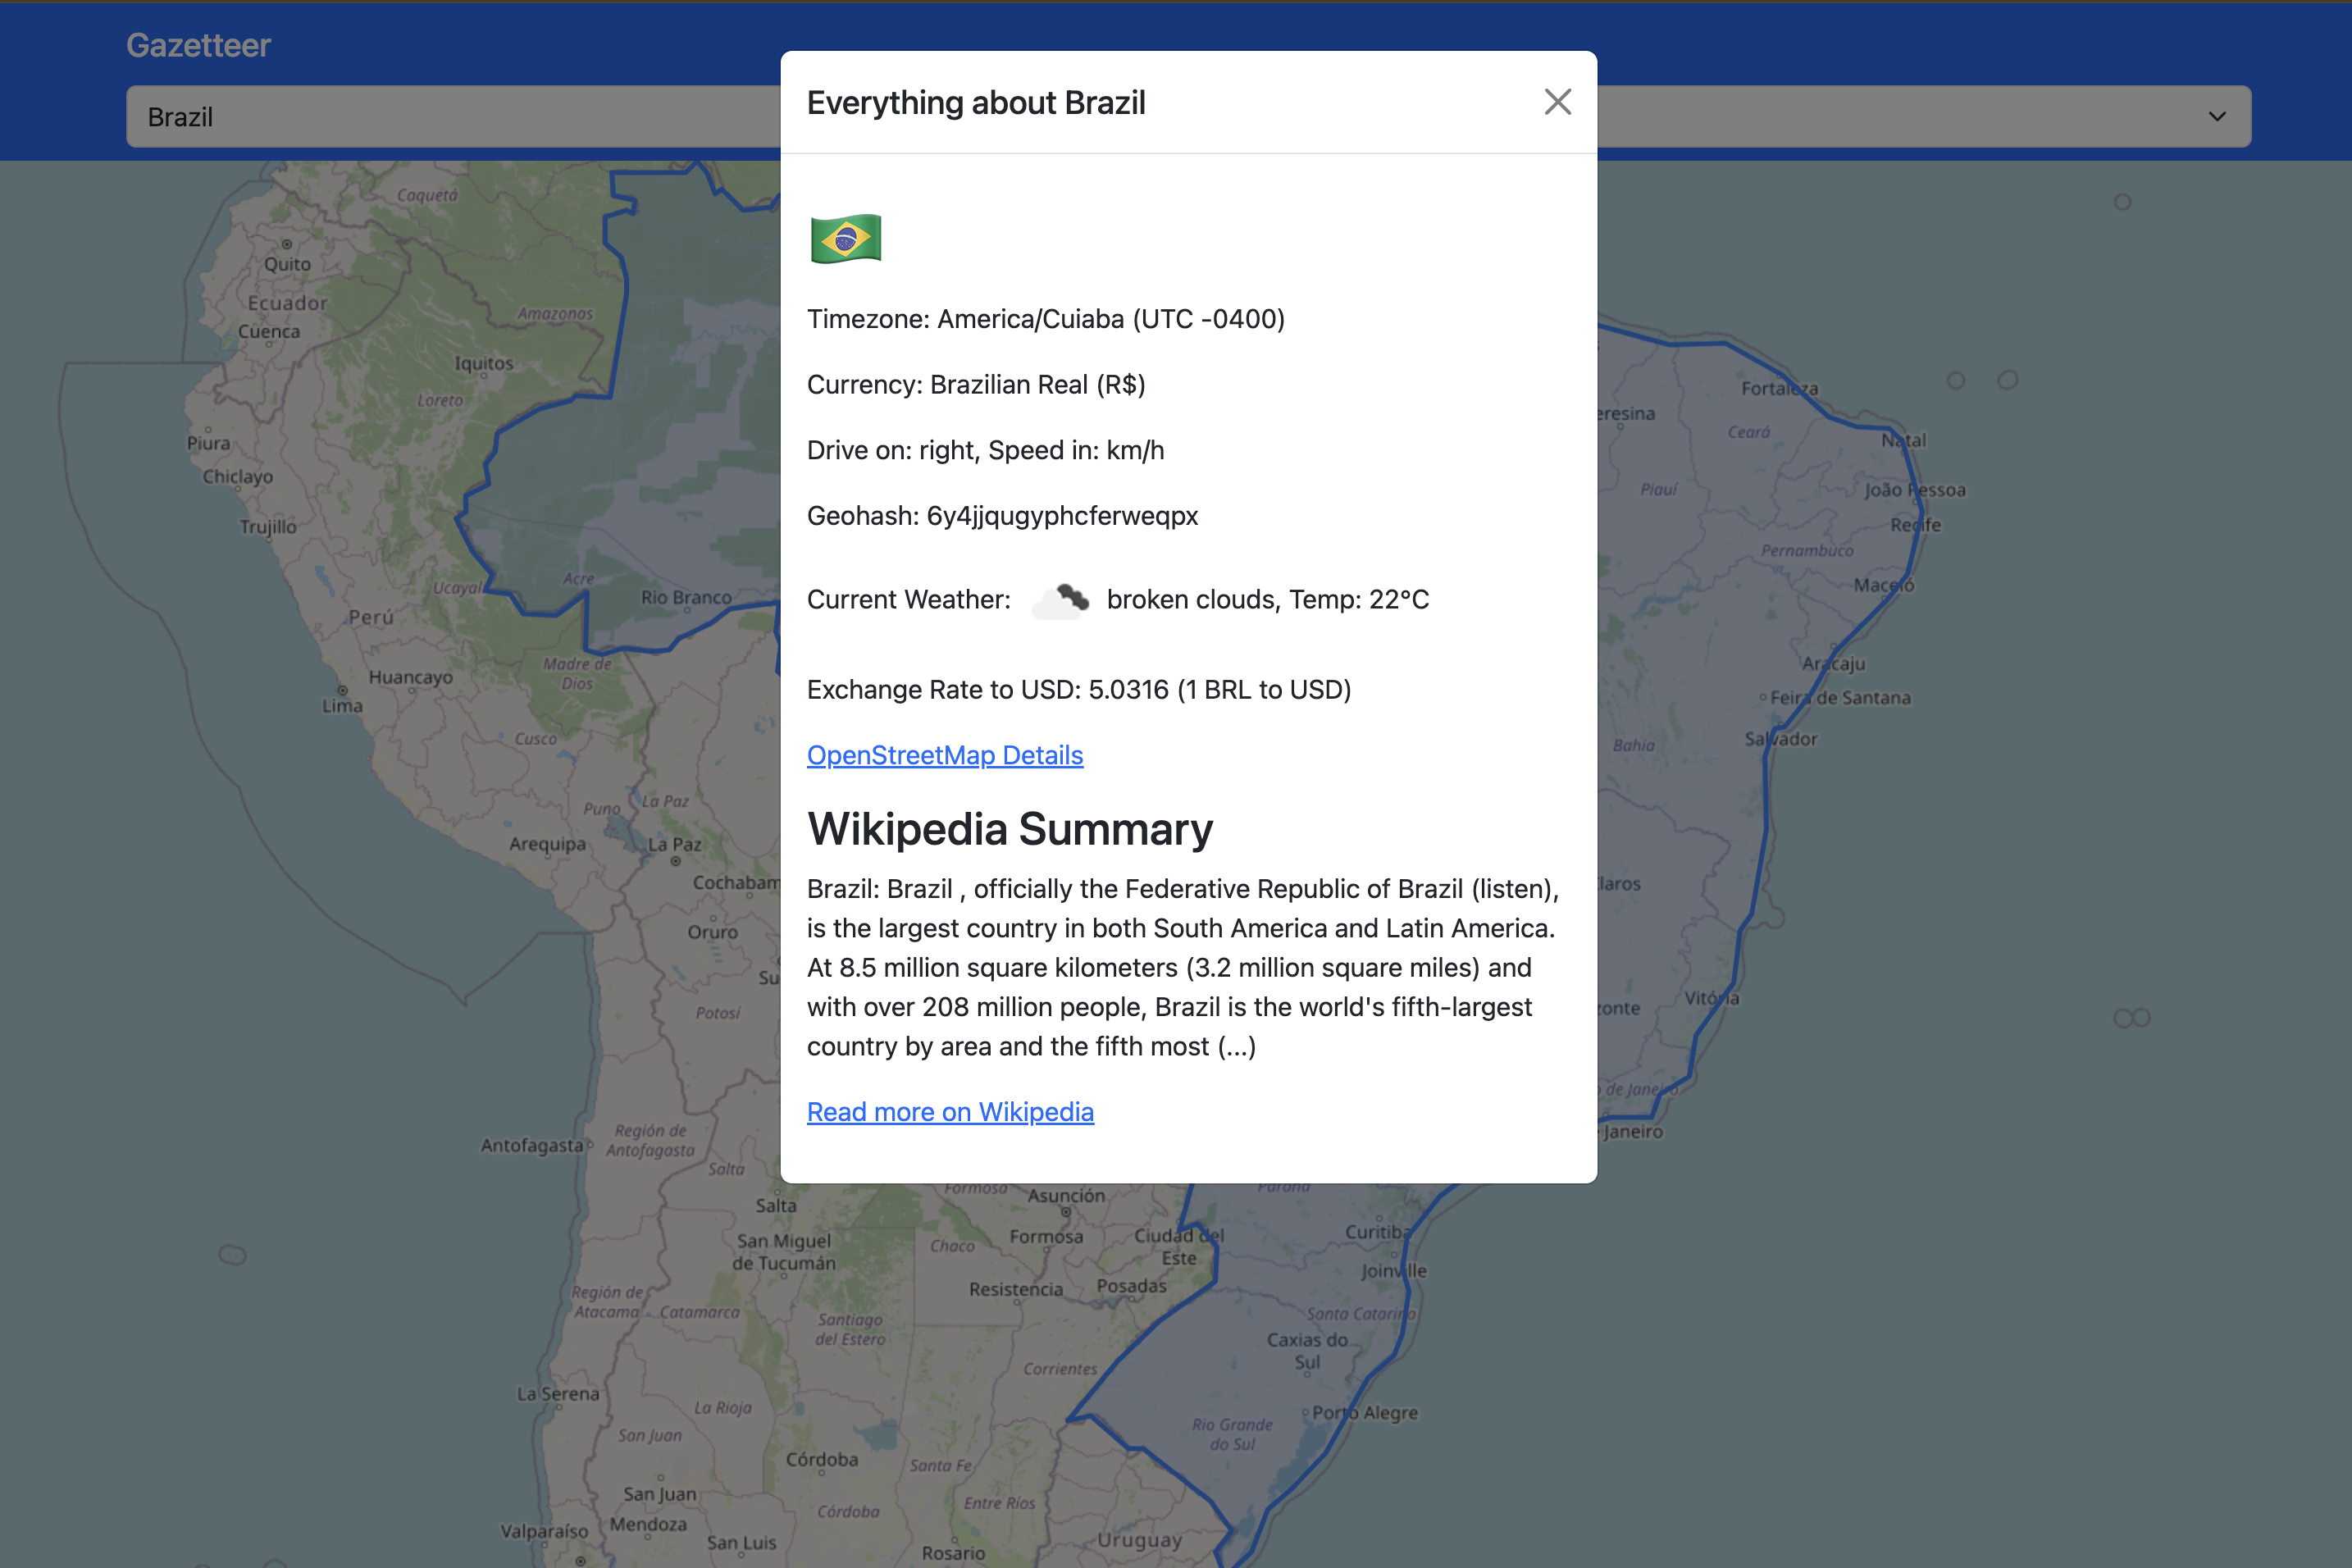 Gazetteer
Brazil
Everything about Brazil
Timezone: America/Cuiaba (UTC -0400)
Currency: Brazilian Real (R$)
Drive on: right, Speed in: km/h
Geohash: 6y4jjqugyphcferweqpx
Current Weather: broken clouds, Temp: 22°C
Exchange Rate to USD: 5.0316 (1 BRL to USD)
OpenStreetMap Details
Wikipedia Summary
Brazil: Brazil , officially the Federative Republic of Brazil (listen),
is the largest country in both South America and Latin America.
At 8.5 million square kilometers (3.2 million square miles) and
with over 208 million people, Brazil is the world's fifth-largest
country by area and the fifth most (...)
Read more on Wikipedia
Caquetá
Quito
Ecuador
Cuenca
Amazonas
Iquitos
Loreto
Piura
Chiclayo
Trujillo
Ucayali
Acre
Rio Branco
Perú
Madre de
Dios
Huancayo
Lima
Cusco
Puno
La Paz
Arequipa
La Paz
Cochabam
Oruro
Su
Potosí
Antofagasta
Región de
Antofagasta
Salta
Salta
San Miguel
de Tucumán
Región de
Atacama
Catamarca
Santiago
del Estero
La Serena
La Rioja
San Juan
Córdoba
San Juan
Córdoba
Valparaíso
Mendoza
San Luis
Rosario
Santa Fe
Entre Ríos
Uruguay
Formosa
Asunción
Paraná
Formosa
Ciudad del
Este
Chaco
Resistencia
Posadas
Corrientes
Curitiba
Joinville
Santa Catarina
Caxias do
Sul
Porto Alegre
Rio Grande
do Sul
Fortaleza
eresina
Ceará
Natal
Piauí
João Pessoa
Recife
Pernambuco
Maceió
Aracaju
Feira de Santana
Salvador
Bahia
laros
Vitória
zonte
o de Janeiro
Janeiro